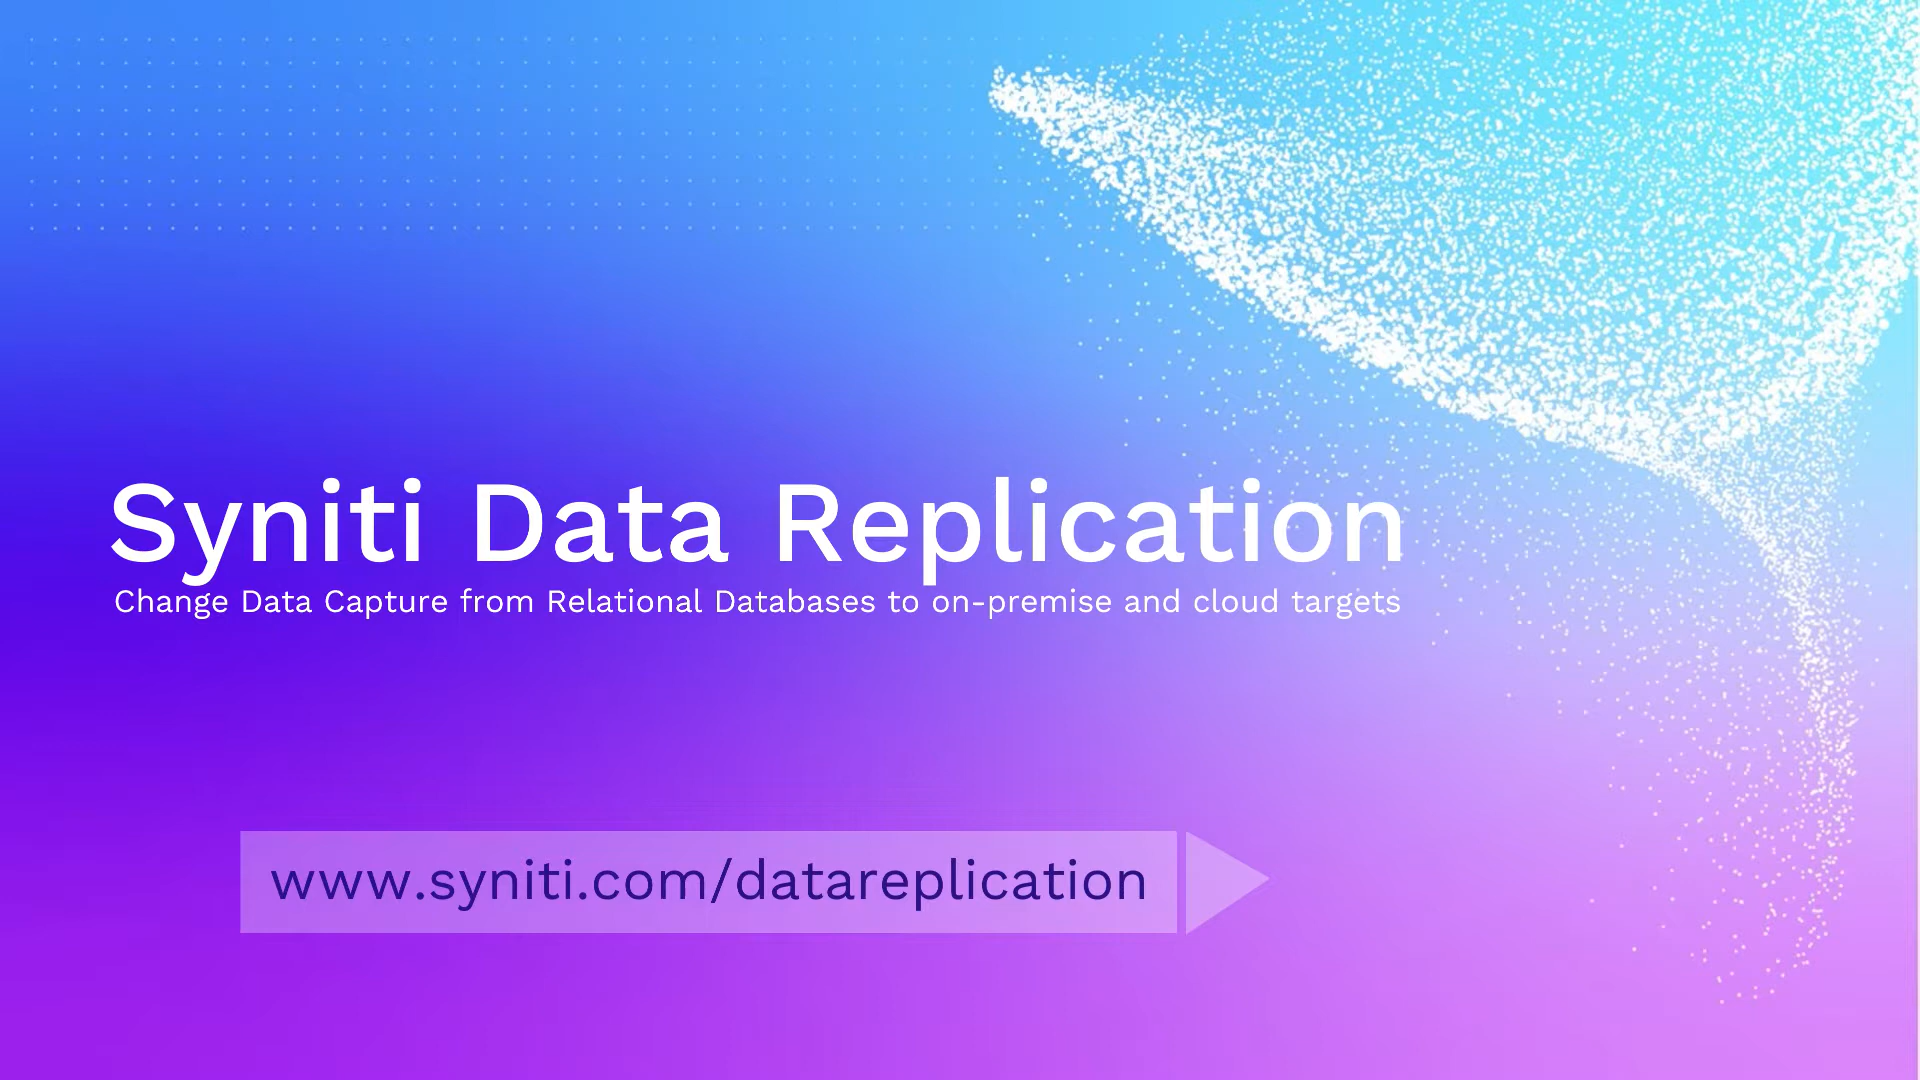 Syniti Data Replication
Change Data Capture from Relational Databases to on-premise and cloud targets
www.syniti.com/datareplication